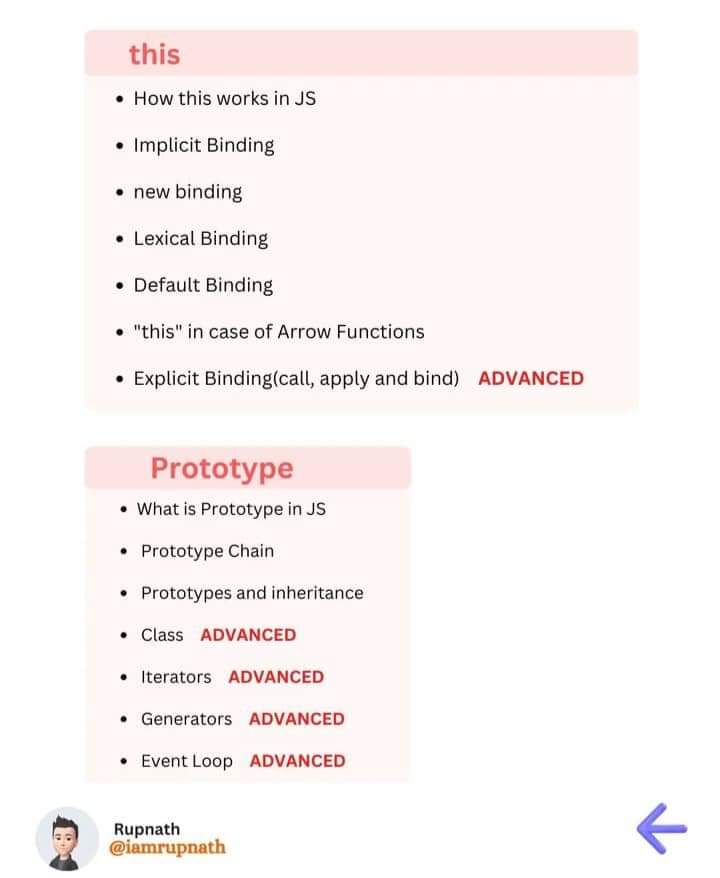 this
• How this works in JS
• Implicit Binding
• new binding
• Lexical Binding
• Default Binding
• "this" in case of Arrow Functions
• Explicit Binding(call, apply and bind) ADVANCED
Prototype
• What is Prototype in JS
• Prototype Chain
• Prototypes and inheritance
• Class ADVANCED
• Iterators ADVANCED
• Generators ADVANCED
• Event Loop ADVANCED
Rupnath
@iamrupnath